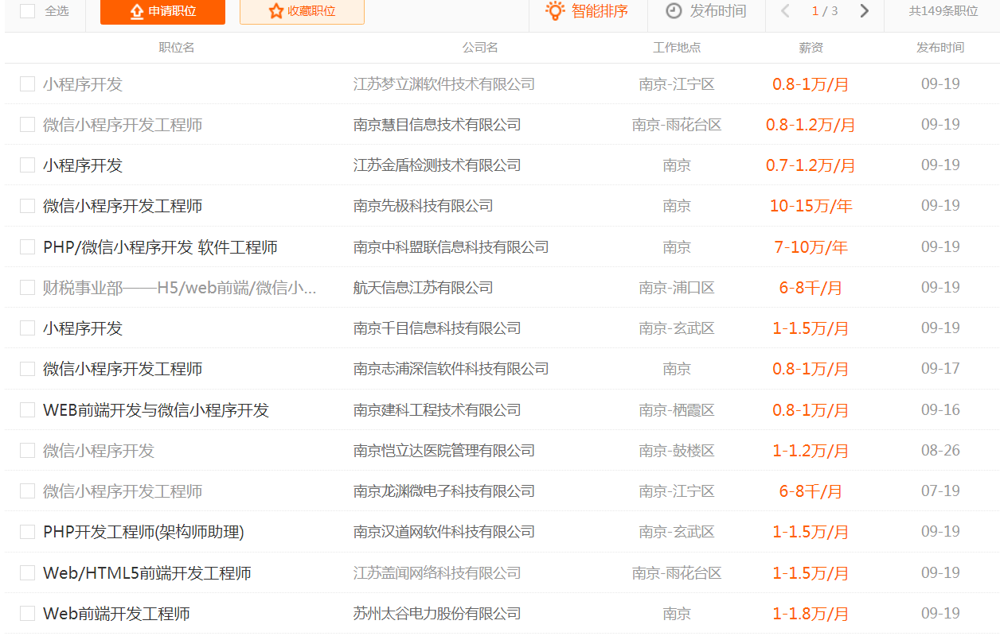 全选 申请职位 收藏职位 智能排序 发布时间 1 / 3 共149条职位
职位名 公司名 工作地点 薪资 发布时间
小程序开发 江苏梦立渊软件技术有限公司 南京-江宁区 0.8-1万/月 09-19
微信小程序开发工程师 南京慧目信息技术有限公司 南京-雨花台区 0.8-1.2万/月 09-19
小程序开发 江苏金盾检测技术有限公司 南京 0.7-1.2万/月 09-19
微信小程序开发工程师 南京先极科技有限公司 南京 10-15万/年 09-19
PHP/微信小程序开发 软件工程师 南京中科盟联信息科技有限公司 南京 7-10万/年 09-19
财税事业部——H5/web前端/微信小... 航天信息江苏有限公司 南京-浦口区 6-8千/月 09-19
小程序开发 南京千目信息科技有限公司 南京-玄武区 1-1.5万/月 09-19
微信小程序开发工程师 南京志浦深信软件科技有限公司 南京 0.8-1万/月 09-17
WEB前端开发与微信小程序开发 南京建科工程技术有限公司 南京-栖霞区 0.8-1万/月 09-16
微信小程序开发 南京恺立达医院管理有限公司 南京-鼓楼区 1-1.2万/月 08-26
微信小程序开发工程师 南京龙渊微电子科技有限公司 南京-江宁区 6-8千/月 07-19
PHP开发工程师(架构师助理) 南京汉道网软件科技有限公司 南京-玄武区 1-1.5万/月 09-19
Web/HTML5前端开发工程师 江苏盖闻网络科技有限公司 南京-雨花台区 1-1.5万/月 09-19
Web前端开发工程师 苏州太谷电力股份有限公司 南京 1-1.8万/月 09-19